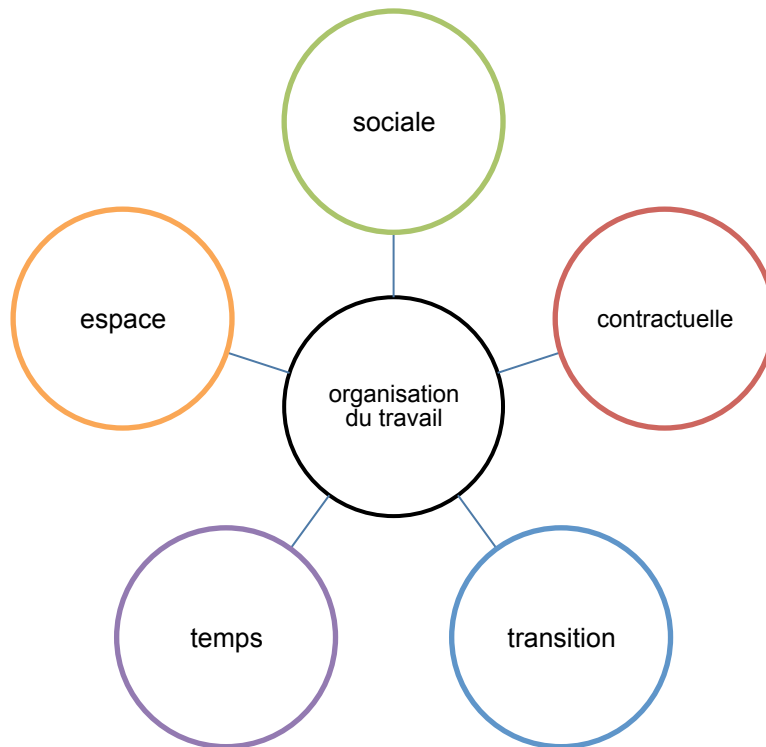 sociale
espace
contractuelle
organisation
du travail
temps
transition